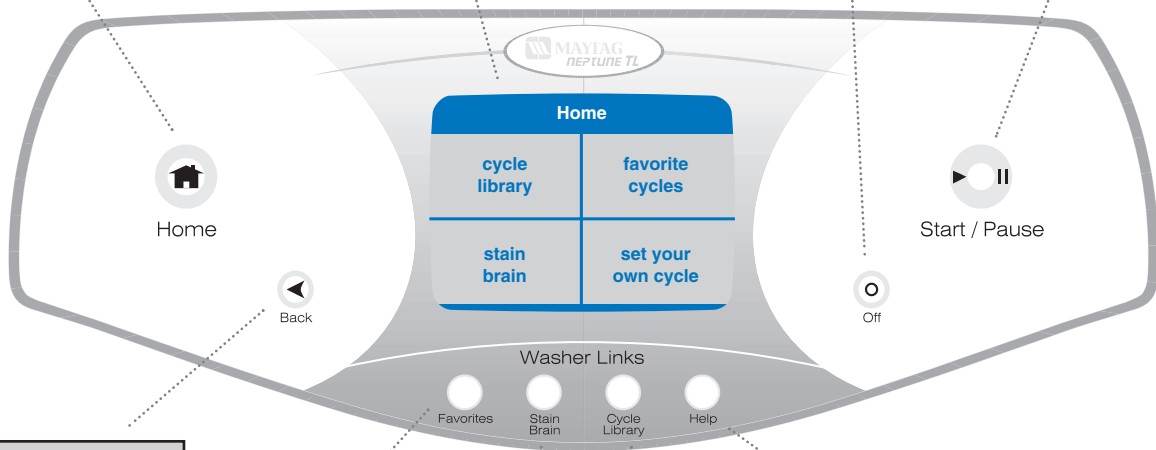 MAYTAG
NEPTUNE TL
Home
cycle
library
favorite
cycles
stain
brain
set your
own cycle
Home
Back
Start / Pause
Off
Washer Links
Favorites
Stain
Brain
Cycle
Library
Help